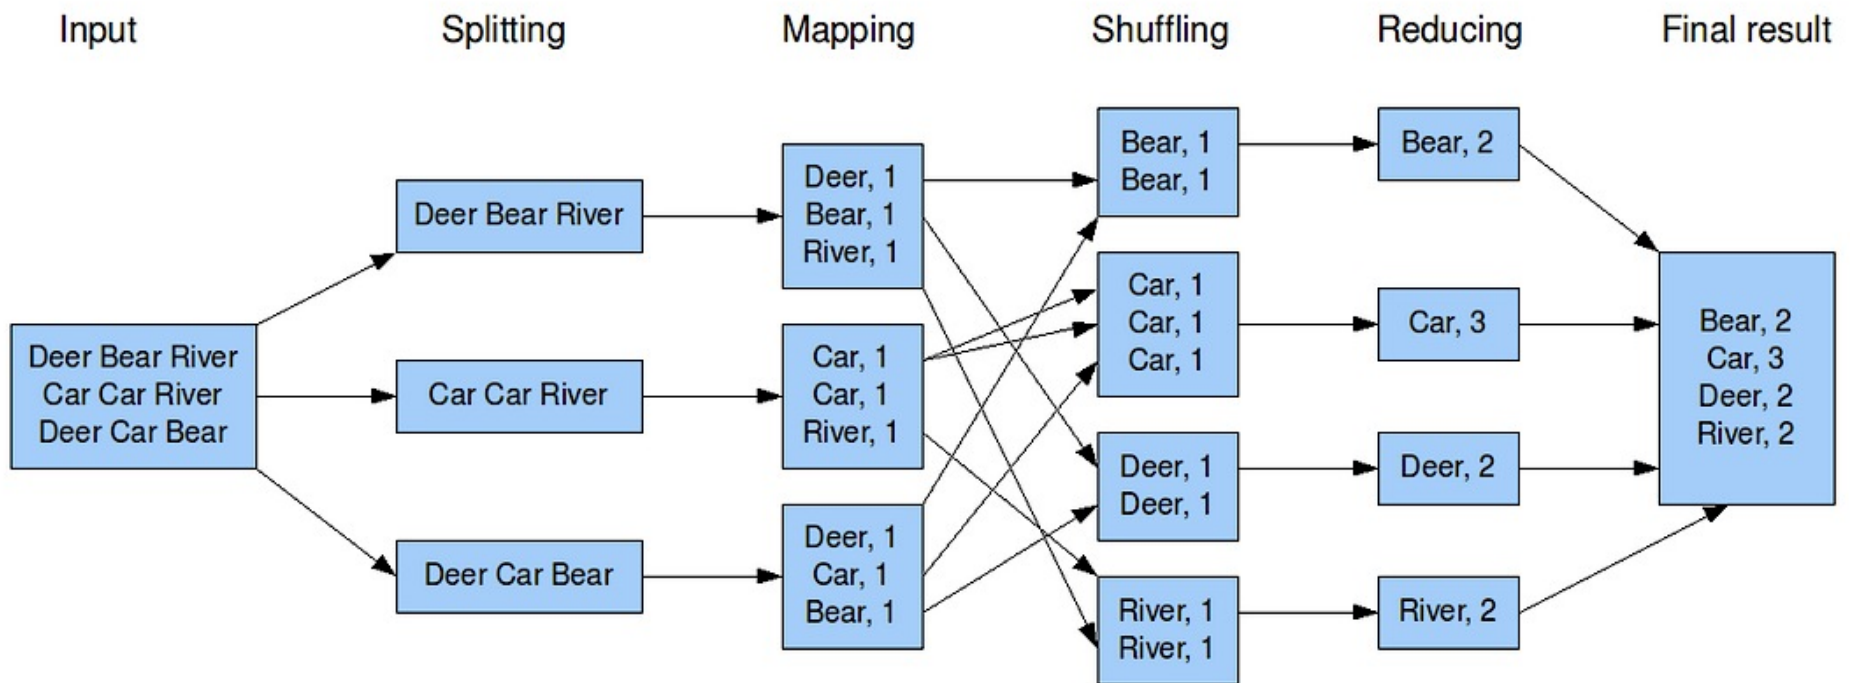 Input
Splitting
Mapping
Shuffling
Reducing
Final result
Deer Bear River
Car Car River
Deer Car Bear
Deer Bear River
Car Car River
Deer Car Bear
Deer, 1
Bear, 1
River, 1
Car, 1
Car, 1
River, 1
Deer, 1
Car, 1
Bear, 1
Bear, 1
Bear, 1
Car, 1
Car, 1
Car, 1
Deer, 1
Deer, 1
River, 1
River, 1
Bear, 2
Car, 3
Deer, 2
River, 2
Bear, 2
Car, 3
Deer, 2
River, 2